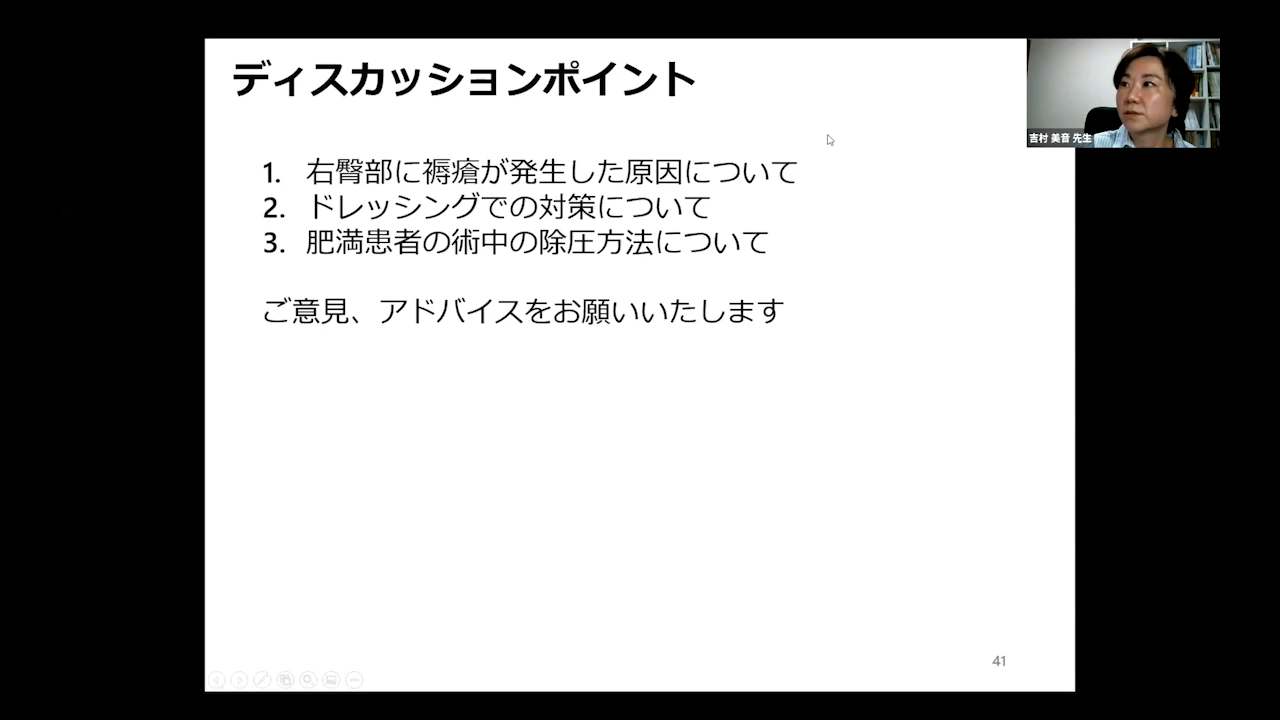 ディスカッションポイント
吉村 美音 先生
1. 右臀部に褥瘡が発生した原因について
2. ドレッシングでの対策について
3. 肥満患者の術中の除圧方法について
ご意見、アドバイスをお願いいたします
41